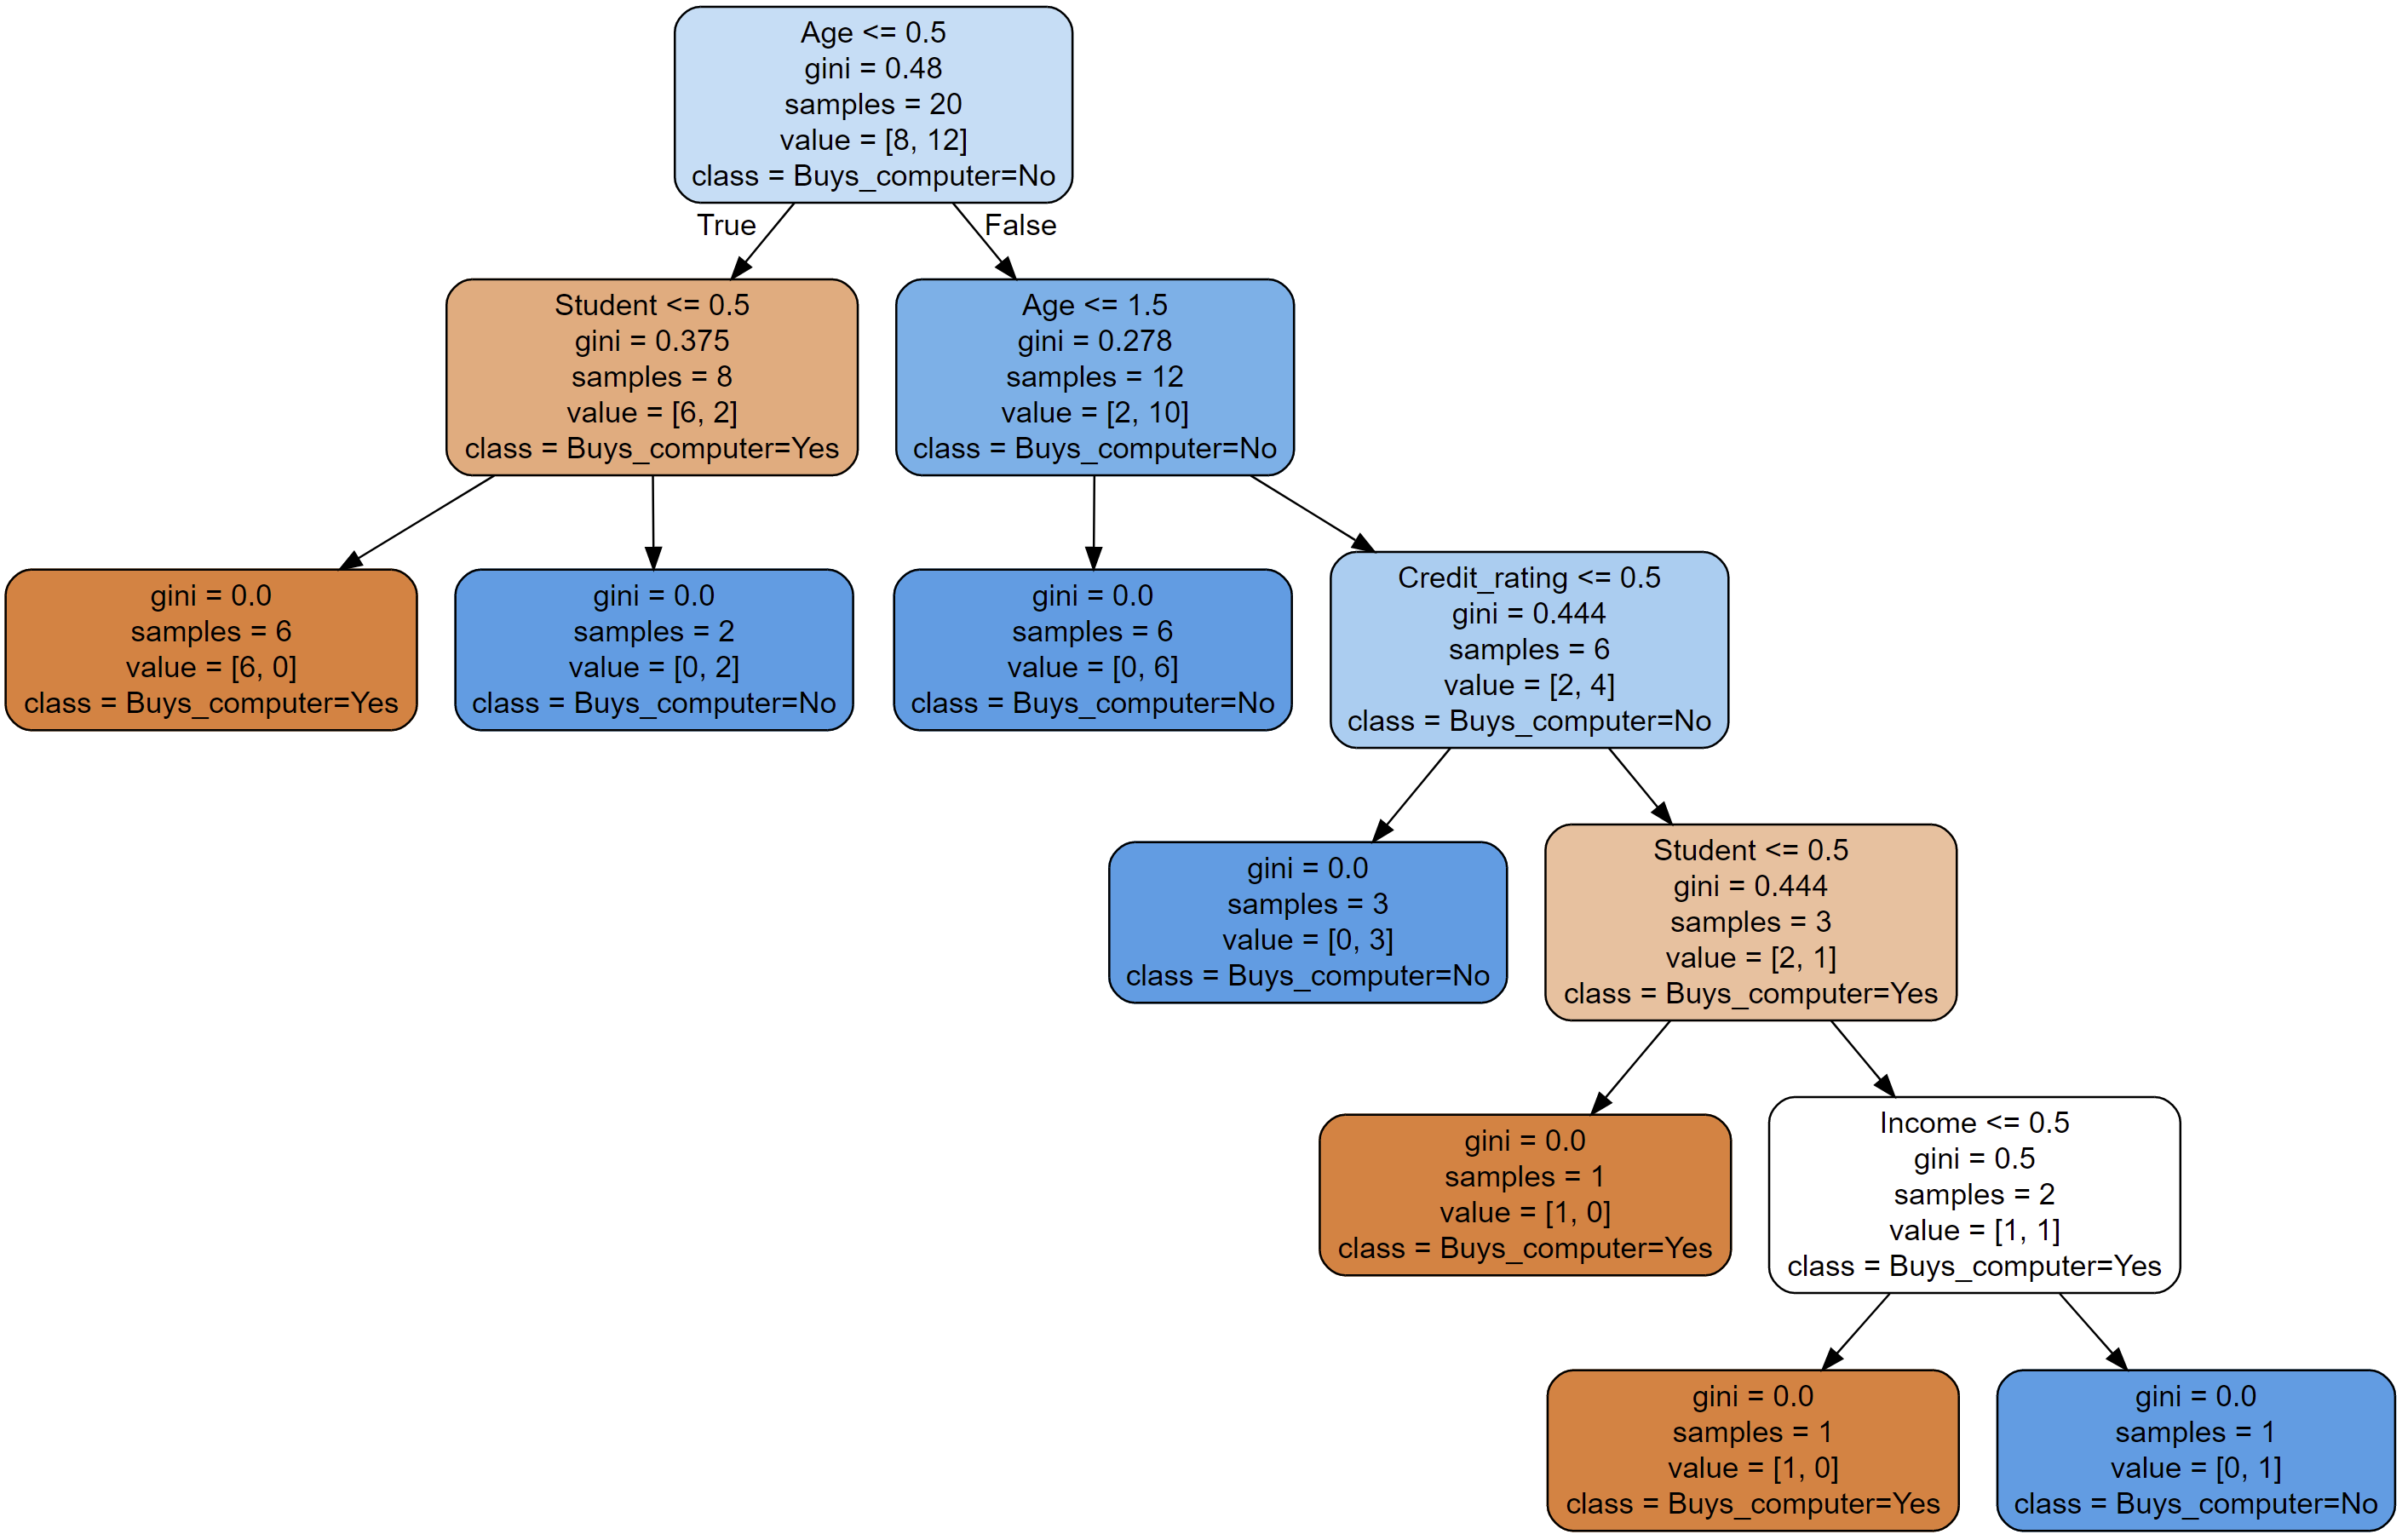 Age <= 0.5
gini = 0.48
samples = 20
value = [8, 12]
class = Buys_computer=No
True
False
Student <= 0.5
gini = 0.375
samples = 8
value = [6, 2]
class = Buys_computer=Yes
Age <= 1.5
gini = 0.278
samples = 12
value = [2, 10]
class = Buys_computer=No
gini = 0.0
samples = 6
value = [6, 0]
class = Buys_computer=Yes
gini = 0.0
samples = 2
value = [0, 2]
class = Buys_computer=No
gini = 0.0
samples = 6
value = [0, 6]
class = Buys_computer=No
Credit_rating <= 0.5
gini = 0.444
samples = 6
value = [2, 4]
class = Buys_computer=No
gini = 0.0
samples = 3
value = [0, 3]
class = Buys_computer=No
Student <= 0.5
gini = 0.444
samples = 3
value = [2, 1]
class = Buys_computer=Yes
gini = 0.0
samples = 1
value = [1, 0]
class = Buys_computer=Yes
Income <= 0.5
gini = 0.5
samples = 2
value = [1, 1]
class = Buys_computer=Yes
gini = 0.0
samples = 1
value = [1, 0]
class = Buys_computer=Yes
gini = 0.0
samples = 1
value = [0, 1]
class = Buys_computer=No